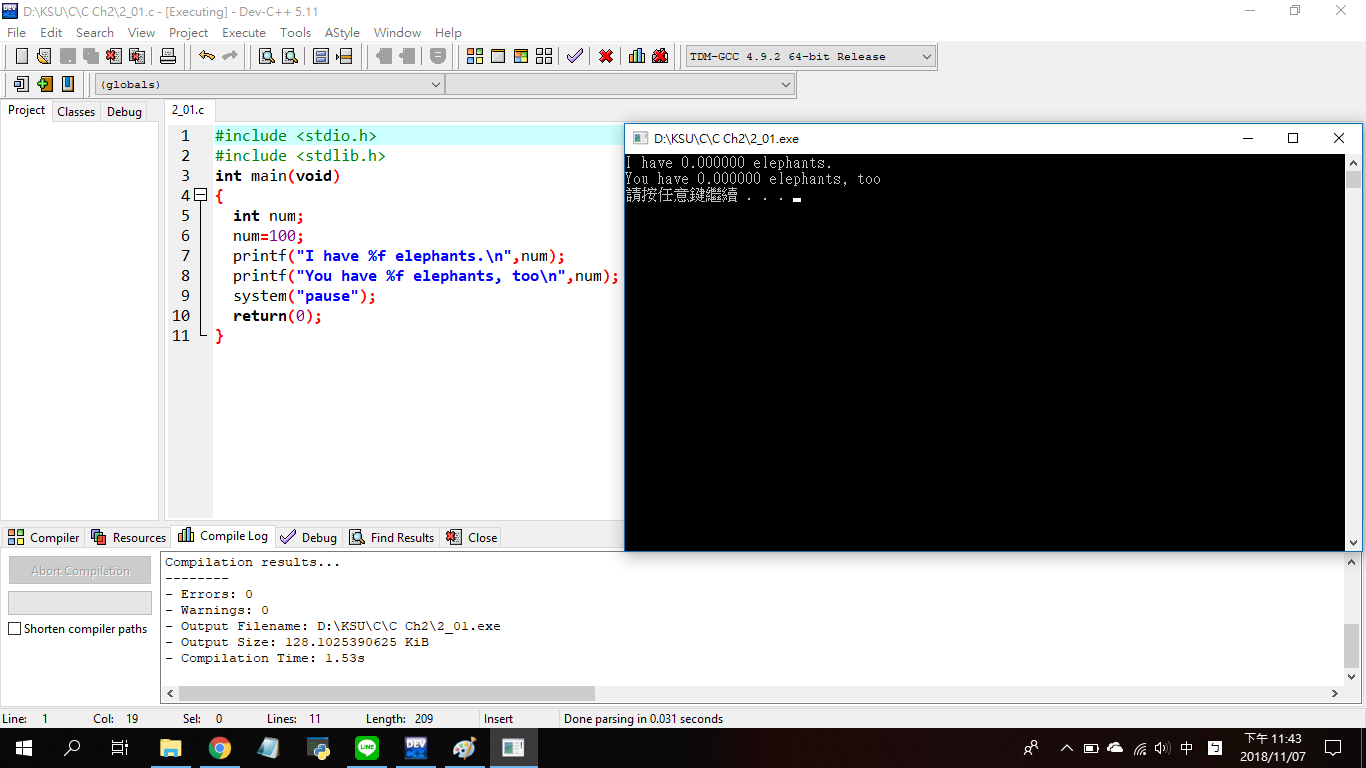 D:\KSU\C\C Ch2\2_01.c - [Executing] - Dev-C++ 5.11
File Edit Search View Project Execute Tools AStyle Window Help
TDM-GCC 4.9.2 64-bit Release
(globals)
Project Classes Debug
2_01.c
1 #include <stdio.h>
2 #include <stdlib.h>
3 int main(void)
4 {
5 int num;
6 num=100;
7 printf("I have %f elephants.\n",num);
8 printf("You have %f elephants, too\n",num);
9 system("pause");
10 return(0);
11 }
D:\KSU\C\C Ch2\2_01.exe
I have 0.000000 elephants.
You have 0.000000 elephants, too
請按任意鍵繼續 . . .
Compiler Resources Compile Log Debug Find Results Close
Abort Compilation
Shorten compiler paths
Compilation results...
--------
- Errors: 0
- Warnings: 0
- Output Filename: D:\KSU\C\C Ch2\2_01.exe
- Output Size: 128.1025390625 KiB
- Compilation Time: 1.53s
Line: 1 Col: 19 Sel: 0 Lines: 11 Length: 209 Insert Done parsing in 0.031 seconds
DEV
LINE
中
ㄅ
下午 11:43
2018/11/07